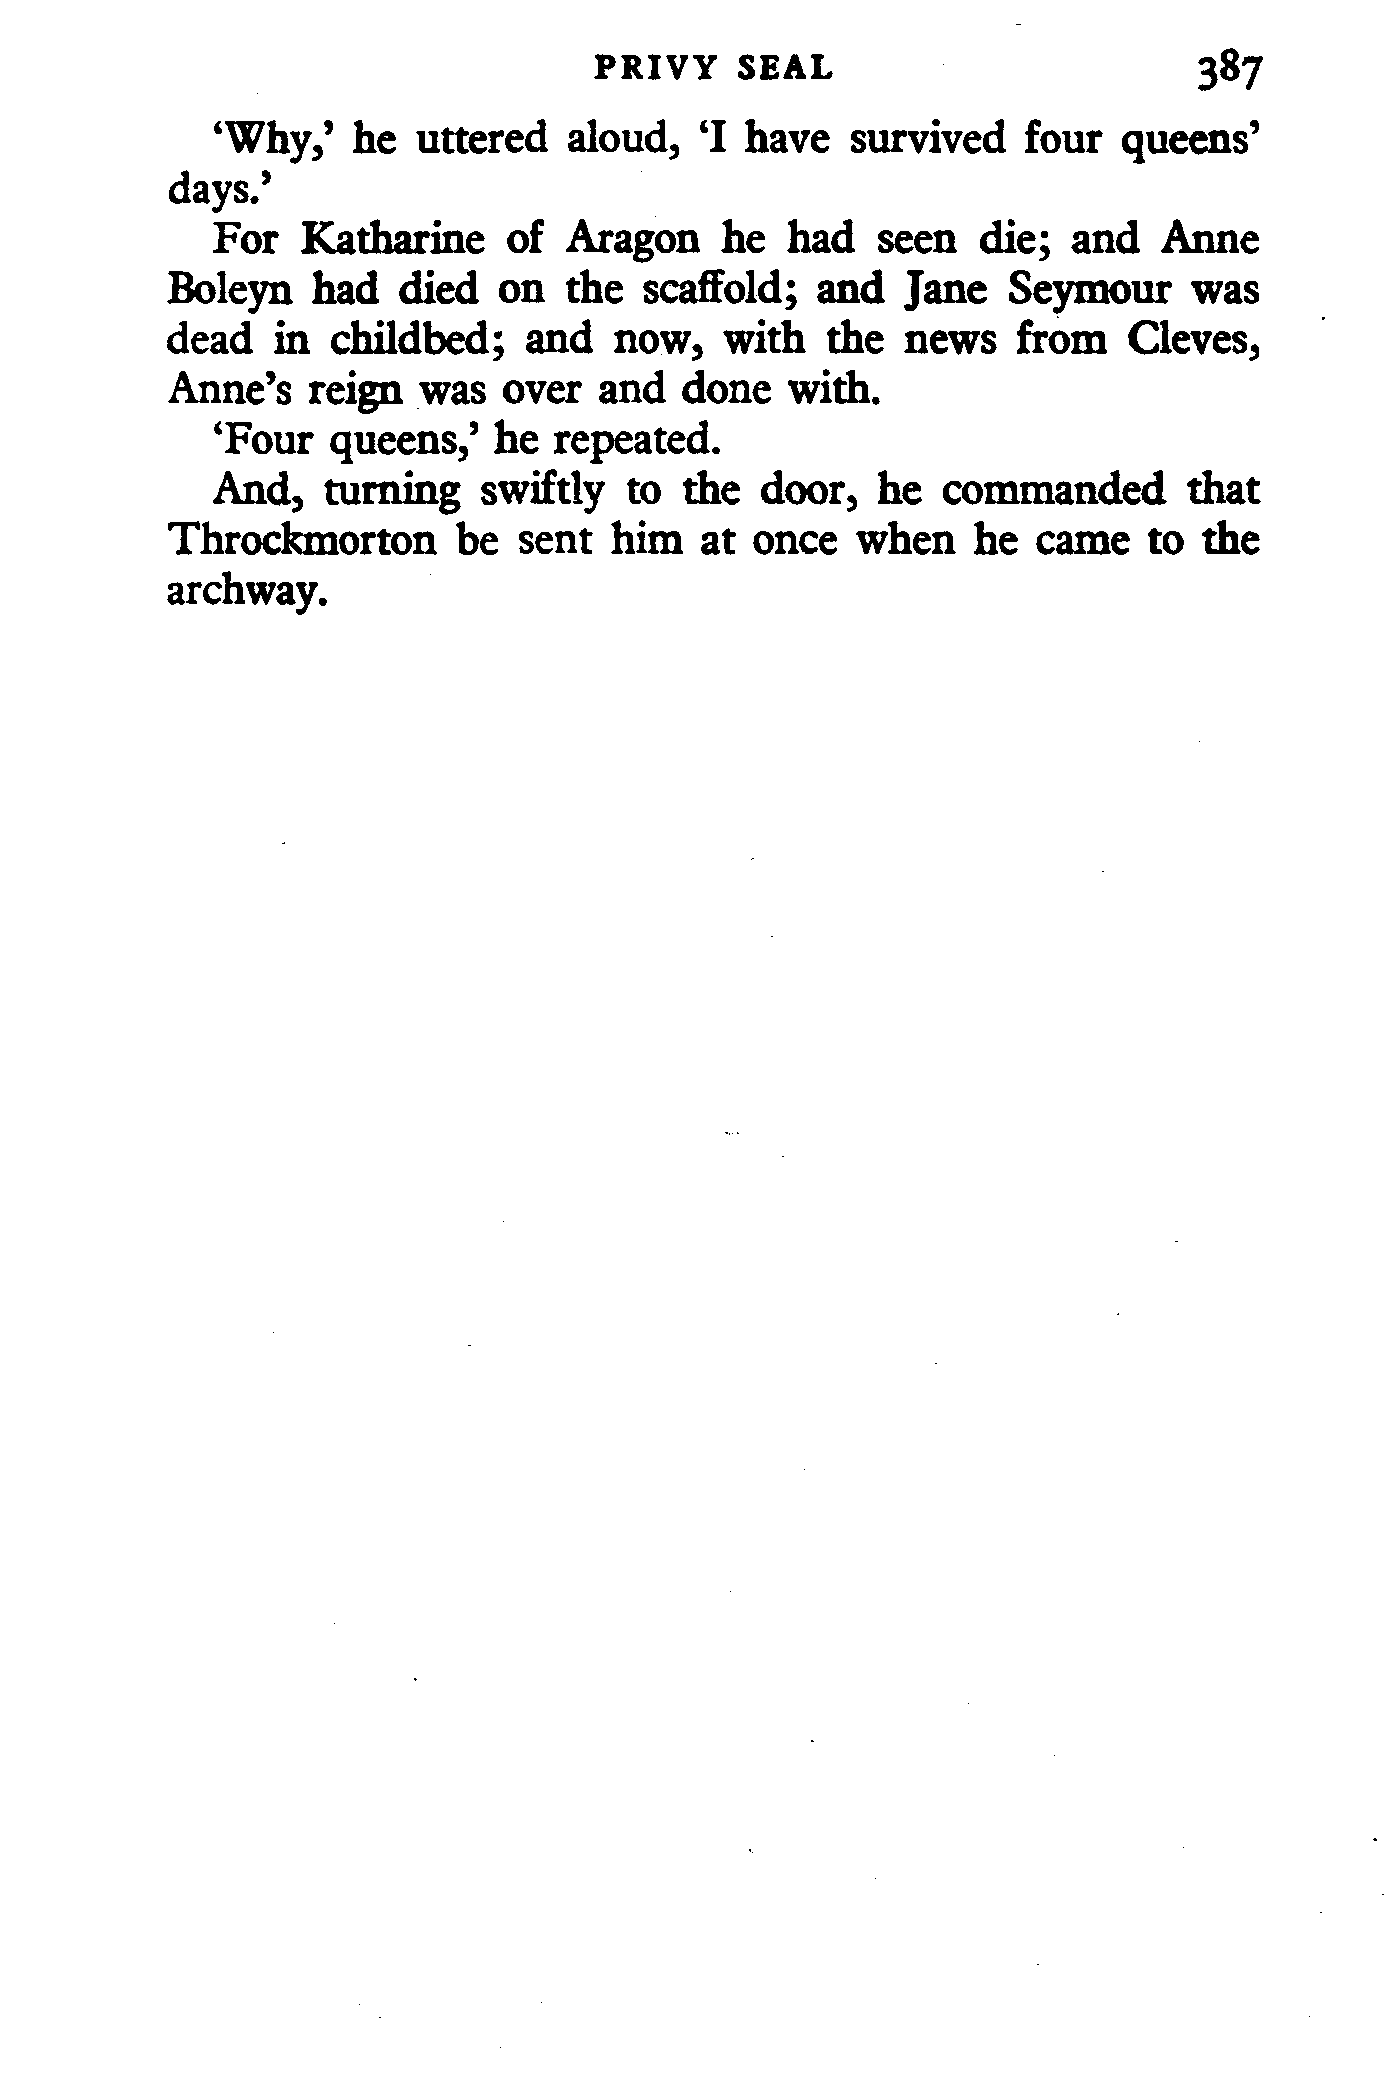 PRIVY SEAL 387
‘Why,’ he uttered aloud, ‘I have survived four queens’
days.’
For Katharine of Aragon he had seen die; and Anne
Boleyn had died on the scaffold; and Jane Seymour was
dead in childbed; and now, with the news from Cleves,
Anne’s reign was over and done with.
‘Four queens,’ he repeated.
And, turning swiftly to the door, he commanded that
Throckmorton be sent him at once when he came to the
archway.